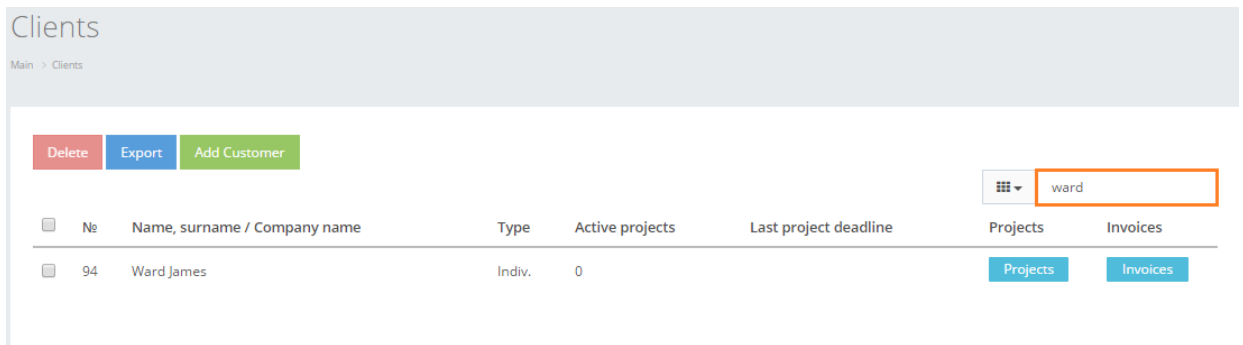 Clients
Main > Clients
Delete Export Add Customer
ward
№ Name, surname / Company name Type Active projects Last project deadline Projects Invoices
94 Ward James Indiv. 0 Projects Invoices